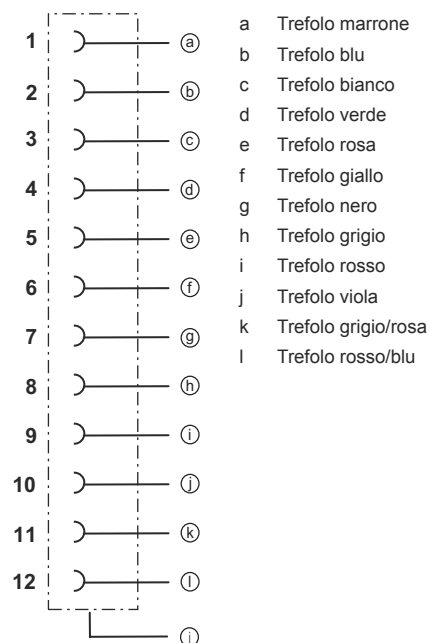 1 a
2 b
3 c
4 d
5 e
6 f
7 g
8 h
9 i
10 j
11 k
12 l
a Trefolo marrone
b Trefolo blu
c Trefolo bianco
d Trefolo verde
e Trefolo rosa
f Trefolo giallo
g Trefolo nero
h Trefolo grigio
i Trefolo rosso
j Trefolo viola
k Trefolo grigio/rosa
l Trefolo rosso/blu